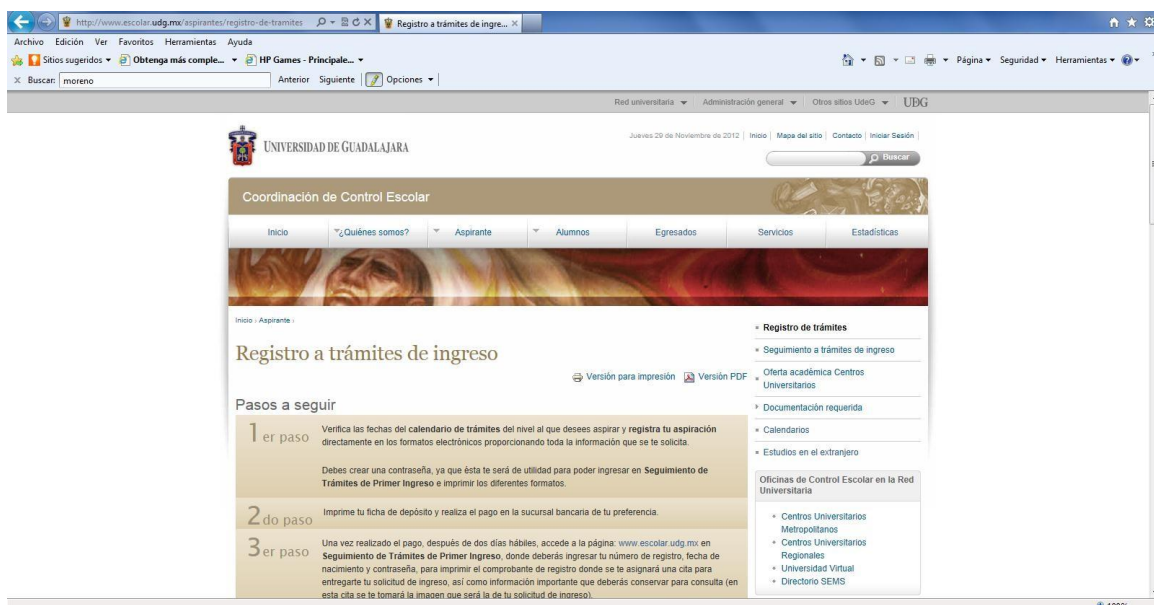 http://www.escolar.udg.mx/aspirantes/registro-de-tramites
Registro a trámites de ingre...
Archivo Edición Ver Favoritos Herramientas Ayuda
Sitios sugeridos Obtenga más comple... HP Games - Principale...
Página Seguridad Herramientas
Buscar: moreno Anterior Siguiente Opciones
Red universitaria Administración general Otros sitios UdeG UDG
UNIVERSIDAD DE GUADALAJARA
Jueves 29 de Noviembre de 2012 | Inicio | Mapa del sitio | Contacto | Iniciar Sesión
Buscar
Coordinación de Control Escolar
Inicio ¿Quiénes somos? Aspirante Alumnos Egresados Servicios Estadísticas
Inicio › Aspirante ›
Registro a trámites de ingreso
Versión para impresión Versión PDF
Pasos a seguir
1er paso
Verifica las fechas del calendario de trámites del nivel al que desees aspirar y registra tu aspiración
directamente en los formatos electrónicos proporcionando toda la información que se te solicita.
Debes crear una contraseña, ya que ésta te será de utilidad para poder ingresar en Seguimiento de
Trámites de Primer Ingreso e imprimir los diferentes formatos.
2do paso
Imprime tu ficha de depósito y realiza el pago en la sucursal bancaria de tu preferencia.
3er paso
Una vez realizado el pago, después de dos días hábiles, accede a la página: www.escolar.udg.mx en
Seguimiento de Trámites de Primer Ingreso, donde deberás ingresar tu número de registro, fecha de
nacimiento y contraseña, para imprimir el comprobante de registro donde se te asignará una cita para
entregarte tu solicitud de ingreso, así como información importante que deberás conservar para consulta (en
esta cita se te tomará la imagen que será la de tu solicitud de ingreso).
Registro de trámites
Seguimiento a trámites de ingreso
Oferta académica Centros
Universitarios
Documentación requerida
Calendarios
Estudios en el extranjero
Oficinas de Control Escolar en la Red
Universitaria
Centros Universitarios
Metropolitanos
Centros Universitarios
Regionales
Universidad Virtual
Directorio SEMS